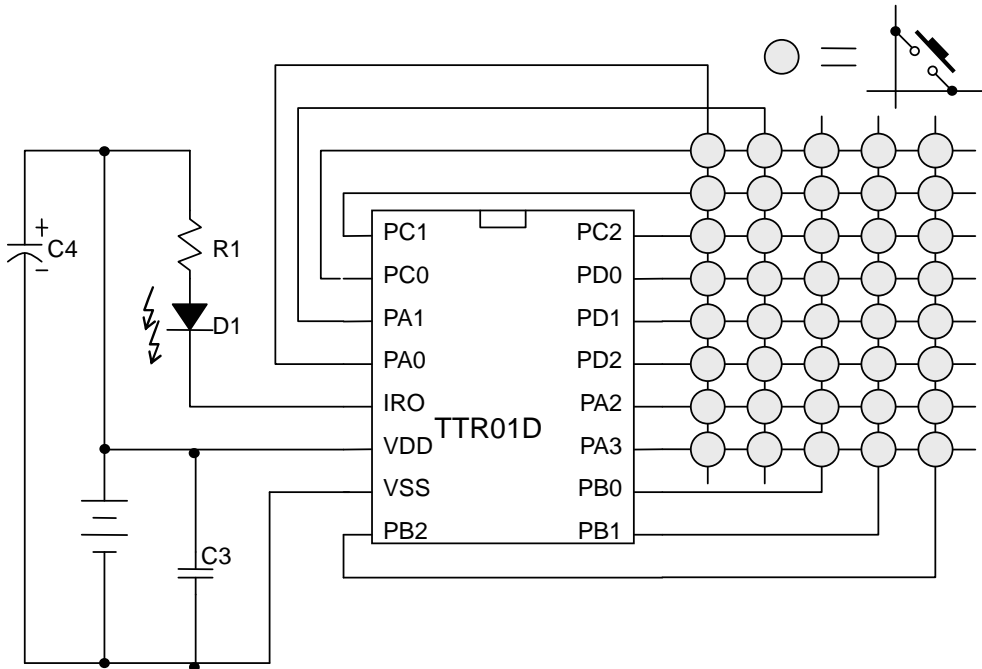 PC1 PC2
+
C4 R1
−
PC0 PD0
D1 PA1 PD1
PA0 PD2
IRO PA2
TTR01D
VDD PA3
VSS PB0
PB2 PB1
C3